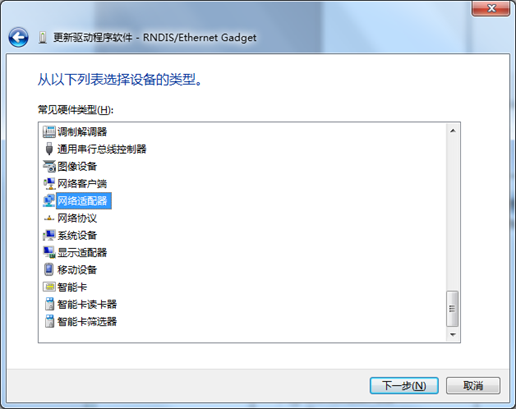 更新驱动程序软件 - RNDIS/Ethernet Gadget
从以下列表选择设备的类型。
常见硬件类型(H):
调制解调器
通用串行总线控制器
图像设备
网络客户端
网络适配器
网络协议
系统设备
显示适配器
移动设备
智能卡
智能卡读卡器
智能卡筛选器
下一步(N)
取消